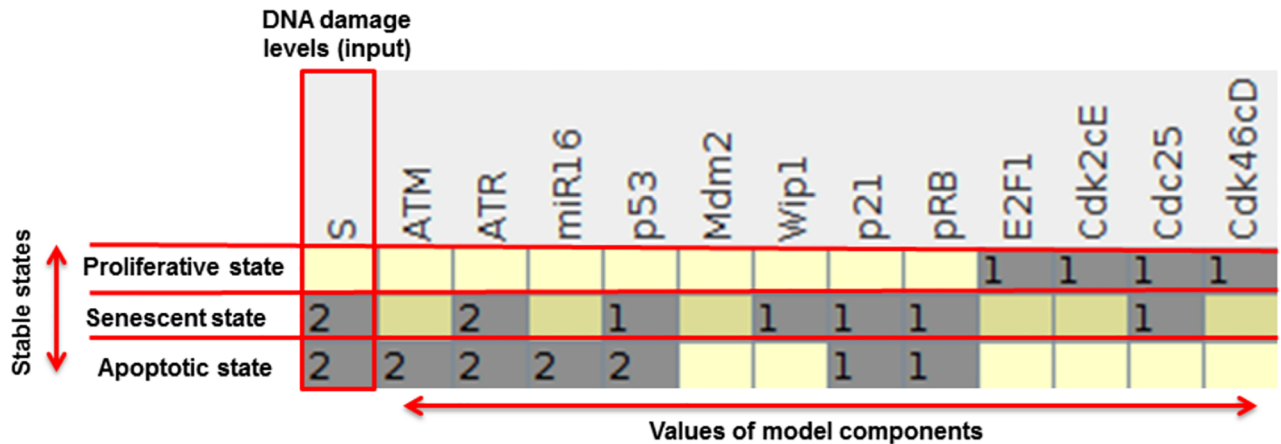 DNA damage
levels (input)
S ATM ATR miR16 p53 Mdm2 Wip1 p21 pRB E2F1 Cdk2cE Cdc25 Cdk46cD
Stable states
Proliferative state 1 1 1 1
Senescent state 2 2 1 1 1 1 1
Apoptotic state 2 2 2 2 2 1 1
Values of model components